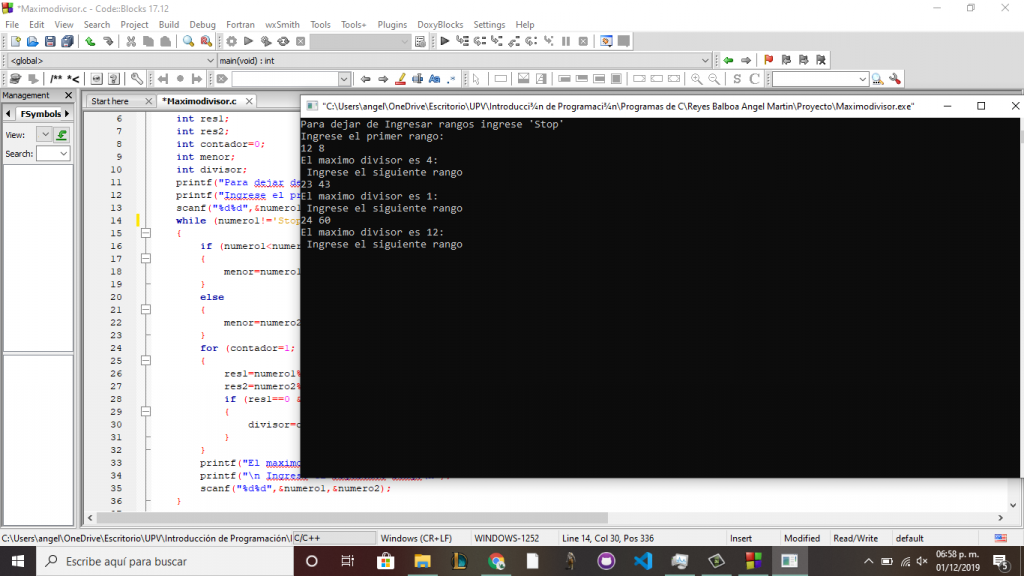 *Maximodivisor.c - Code::Blocks 17.12
File Edit View Search Project Build Debug Fortran wxSmith Tools Tools+ Plugins DoxyBlocks Settings Help
<global> main(void) : int
/** *< S C
Management
FSymbols
View:
Search:
Start here *Maximodivisor.c
"C:\Users\angel\OneDrive\Escritorio\UPV\Introducci¾n de Programaci¾n\Programas de C\Reyes Balboa Angel Martin\Proyecto\Maximodivisor.exe"
6 int res1;
7 int res2;
8 int contador=0;
9 int menor;
10 int divisor;
11 printf("Para dejar de
12 printf("Ingrese el pr
13 scanf("%d%d",&numero1
14 while (numero1!='Stop
15 {
16 if (numero1<numer
17 {
18 menor=numero1
19 }
20 else
21 {
22 menor=numero2
23 }
24 for (contador=1;
25 {
26 res1=numero1%
27 res2=numero2%
28 if (res1==0 &
29 {
30 divisor=c
31 }
32 }
33 printf("El maximo
34 printf("\n Ingrese
35 scanf("%d%d",&numero1,&numero2);
36 }
Para dejar de Ingresar rangos ingrese 'Stop'
Ingrese el primer rango:
12 8
El maximo divisor es 4:
Ingrese el siguiente rango
23 43
El maximo divisor es 1:
Ingrese el siguiente rango
24 60
El maximo divisor es 12:
Ingrese el siguiente rango
C:\Users\angel\OneDrive\Escritorio\UPV\Introducción de Programación\ C/C++ Windows (CR+LF) WINDOWS-1252 Line 14, Col 30, Pos 336 Insert Modified Read/Write default
Escribe aquí para buscar
06:58 p. m.
01/12/2019
5